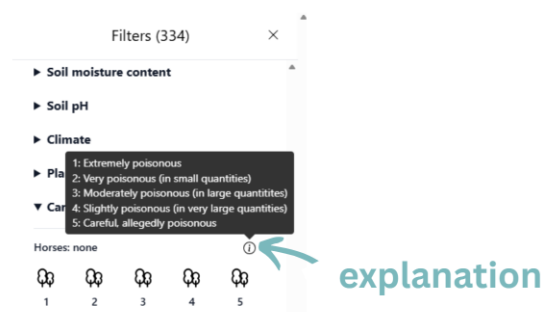 Filters (334) ×
▶ Soil moisture content
▶ Soil pH
▶ Climate
▶ Pla
1: Extremely poisonous
2: Very poisonous (in small quantities)
3: Moderately poisonous (in large quantitites)
4: Slightly poisonous (in very large quantities)
5: Careful, allegedly poisonous
▼ Car
Horses: none
explanation
1 2 3 4 5